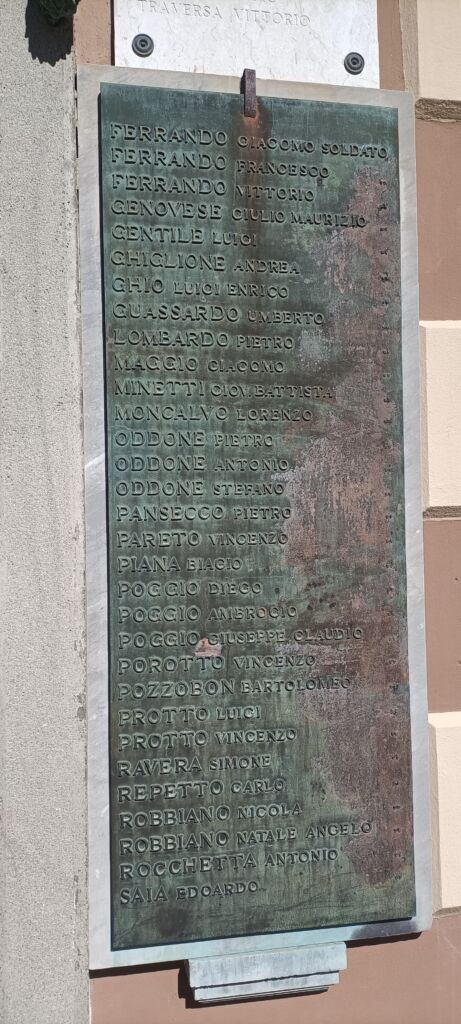 TRAVERSA VITTORIO
FERRANDO GIACOMO SOLDATO
FERRANDO FRANCESCO
FERRANDO VITTORIO
GENOVESE GIULIO MAURIZIO
GENTILE LUIGI
GHIGLIONE ANDREA
GHIO LUIGI ENRICO
GUASSARDO UMBERTO
LOMBARDO PIETRO
MAGGIO GIACOMO
MINETTI GIOV. BATTISTA
MONCALVO LORENZO
ODDONE PIETRO
ODDONE ANTONIO
ODDONE STEFANO
PANSECCO PIETRO
PARETO VINCENZO
PIANA BIAGIO
POGGIO DIEGO
POGGIO AMBROGIO
POGGIO GIUSEPPE CLAUDIO
POROTTO VINCENZO
POZZOBON BARTOLOMEO
PROTTO LUIGI
PROTTO VINCENZO
RAVERA SIMONE
REPETTO CARLO
ROBBIANO NICOLA
ROBBIANO NATALE ANGELO
ROCCHETTA ANTONIO
SAIA EDOARDO